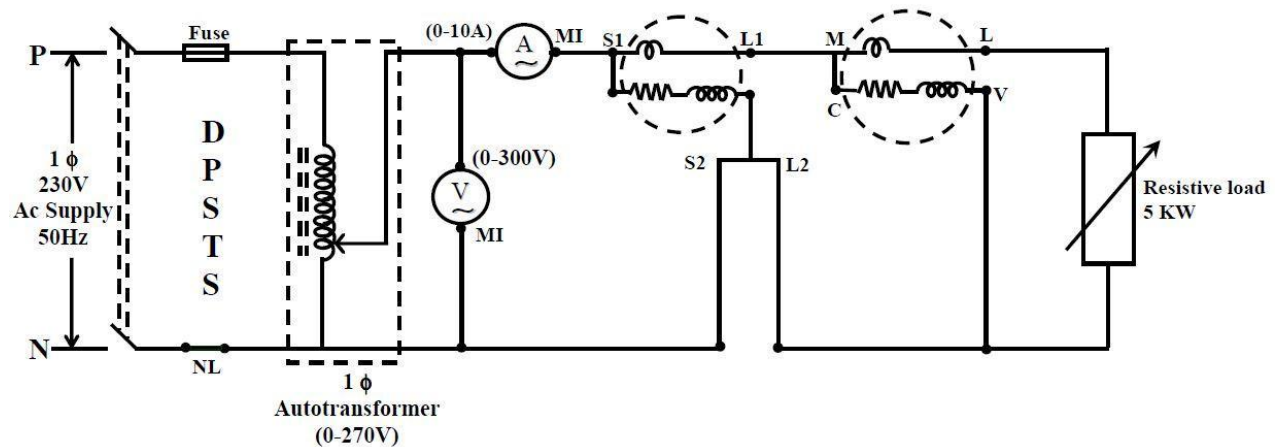 P
Fuse
(0-10A)
A
~
MI
S1
L1
M
L
C
V
1 ϕ
230V
Ac Supply
50Hz
D
P
S
T
S
(0-300V)
V
~
MI
S2
L2
Resistive load
5 KW
N
NL
1 ϕ
Autotransformer
(0-270V)